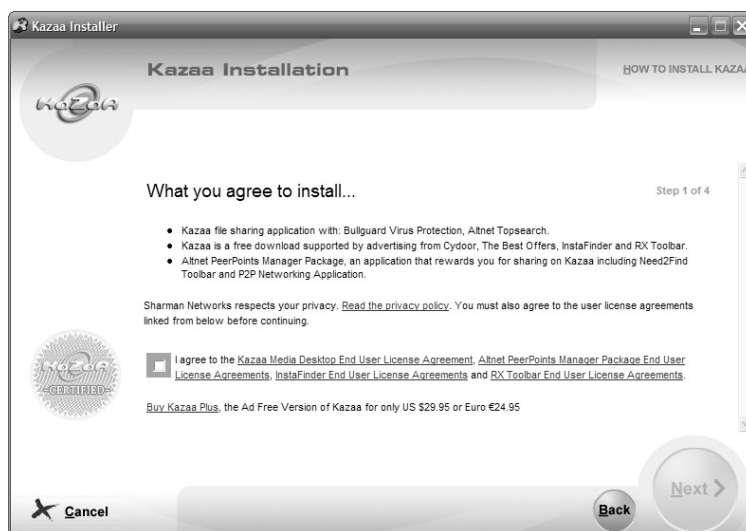 Kazaa Installer
Kazaa Installation
HOW TO INSTALL KAZAA
KaZaA
What you agree to install...
Step 1 of 4
• Kazaa file sharing application with: Bullguard Virus Protection, Altnet Topsearch.
• Kazaa is a free download supported by advertising from Cydoor, The Best Offers, InstaFinder and RX Toolbar.
• Altnet PeerPoints Manager Package, an application that rewards you for sharing on Kazaa including Need2Find
Toolbar and P2P Networking Application.
Sharman Networks respects your privacy. Read the privacy policy. You must also agree to the user license agreements
linked from below before continuing.
KaZaA
CERTIFIED
I agree to the Kazaa Media Desktop End User License Agreement, Altnet PeerPoints Manager Package End User
License Agreements, InstaFinder End User License Agreements and RX Toolbar End User License Agreements.
Buy Kazaa Plus, the Ad Free Version of Kazaa for only US $29.95 or Euro €24.95
Cancel
Back
Next